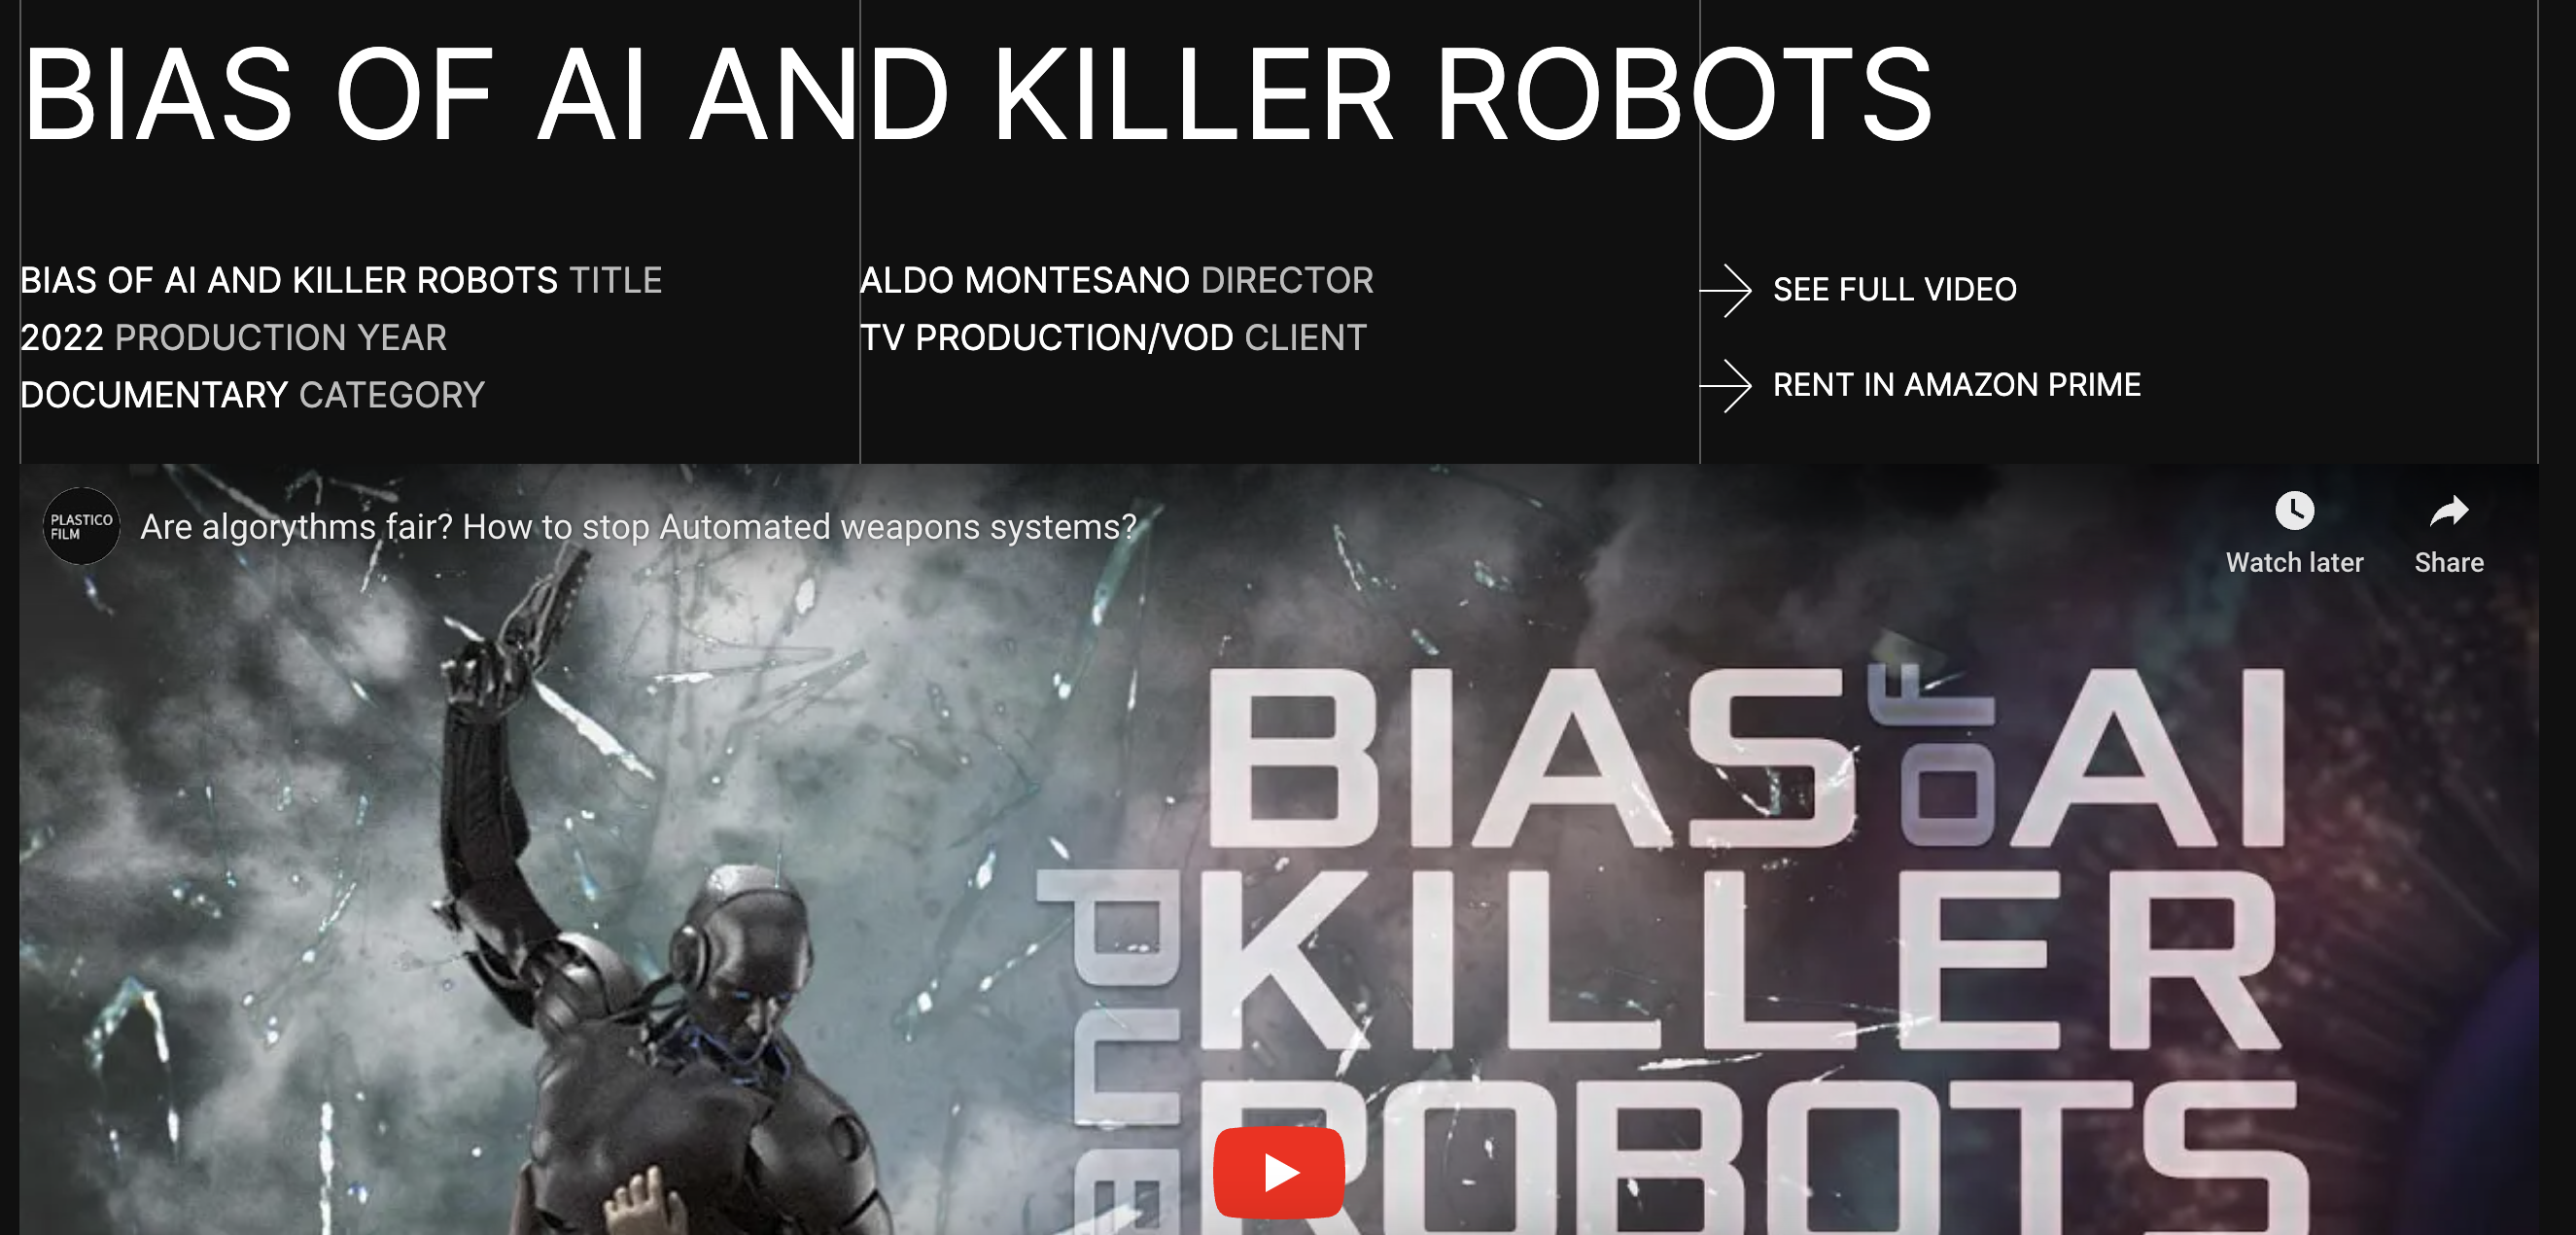 BIAS OF AI AND KILLER ROBOTS
BIAS OF AI AND KILLER ROBOTS TITLE
2022 PRODUCTION YEAR
DOCUMENTARY CATEGORY
ALDO MONTESANO DIRECTOR
TV PRODUCTION/VOD CLIENT
SEE FULL VIDEO
RENT IN AMAZON PRIME
PLASTICO
FILM
Are algorythms fair? How to stop Automated weapons systems?
Watch later
Share
BIAS of AI
and KILLER
ROBOTS